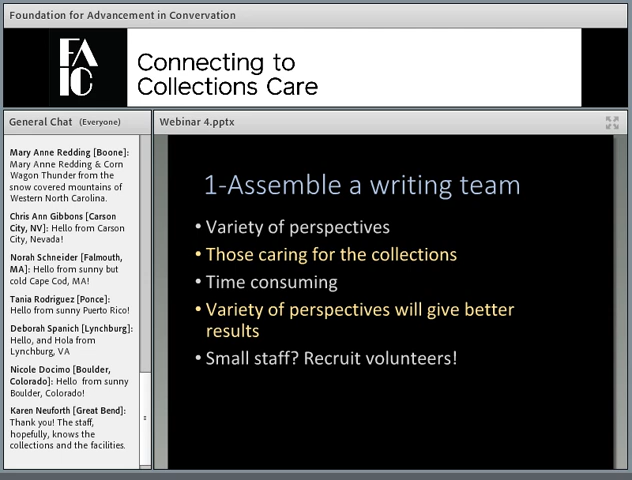 Foundation for Advancement in Convervation
FA
IC
Connecting to
Collections Care
General Chat (Everyone)
Mary Anne Redding [Boone]:
Mary Anne Redding & Corn
Wagon Thunder from the
snow covered mountains of
Western North Carolina.
Chris Ann Gibbons [Carson
City, NV]: Hello from Carson
City, Nevada!
Norah Schneider [Falmouth,
MA]: Hello from sunny but
cold Cape Cod, MA!
Tania Rodriguez [Ponce]:
Hello from sunny Puerto Rico!
Deborah Spanich [Lynchburg]:
Hello, and Hola from
Lynchburg, VA
Nicole Docimo [Boulder,
Colorado]: Hello from sunny
Boulder, Colorado!
Karen Neuforth [Great Bend]:
Thank you! The staff,
hopefully, knows the
collections and the facilities.
Webinar 4.pptx
1-Assemble a writing team
• Variety of perspectives
• Those caring for the collections
• Time consuming
• Variety of perspectives will give better
results
• Small staff? Recruit volunteers!